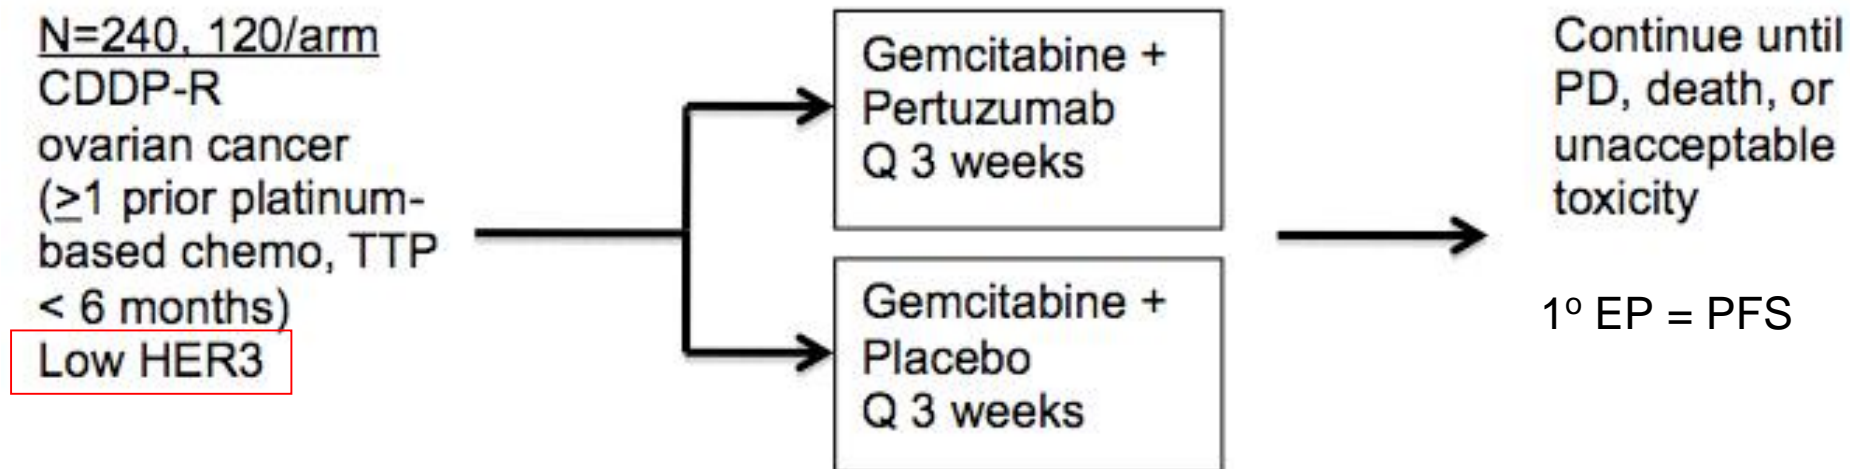 N=240, 120/arm
CDDP-R
ovarian cancer
(≥1 prior platinum-
based chemo, TTP
< 6 months)
Low HER3
Gemcitabine +
Pertuzumab
Q 3 weeks
Gemcitabine +
Placebo
Q 3 weeks
Continue until
PD, death, or
unacceptable
toxicity
1º EP = PFS